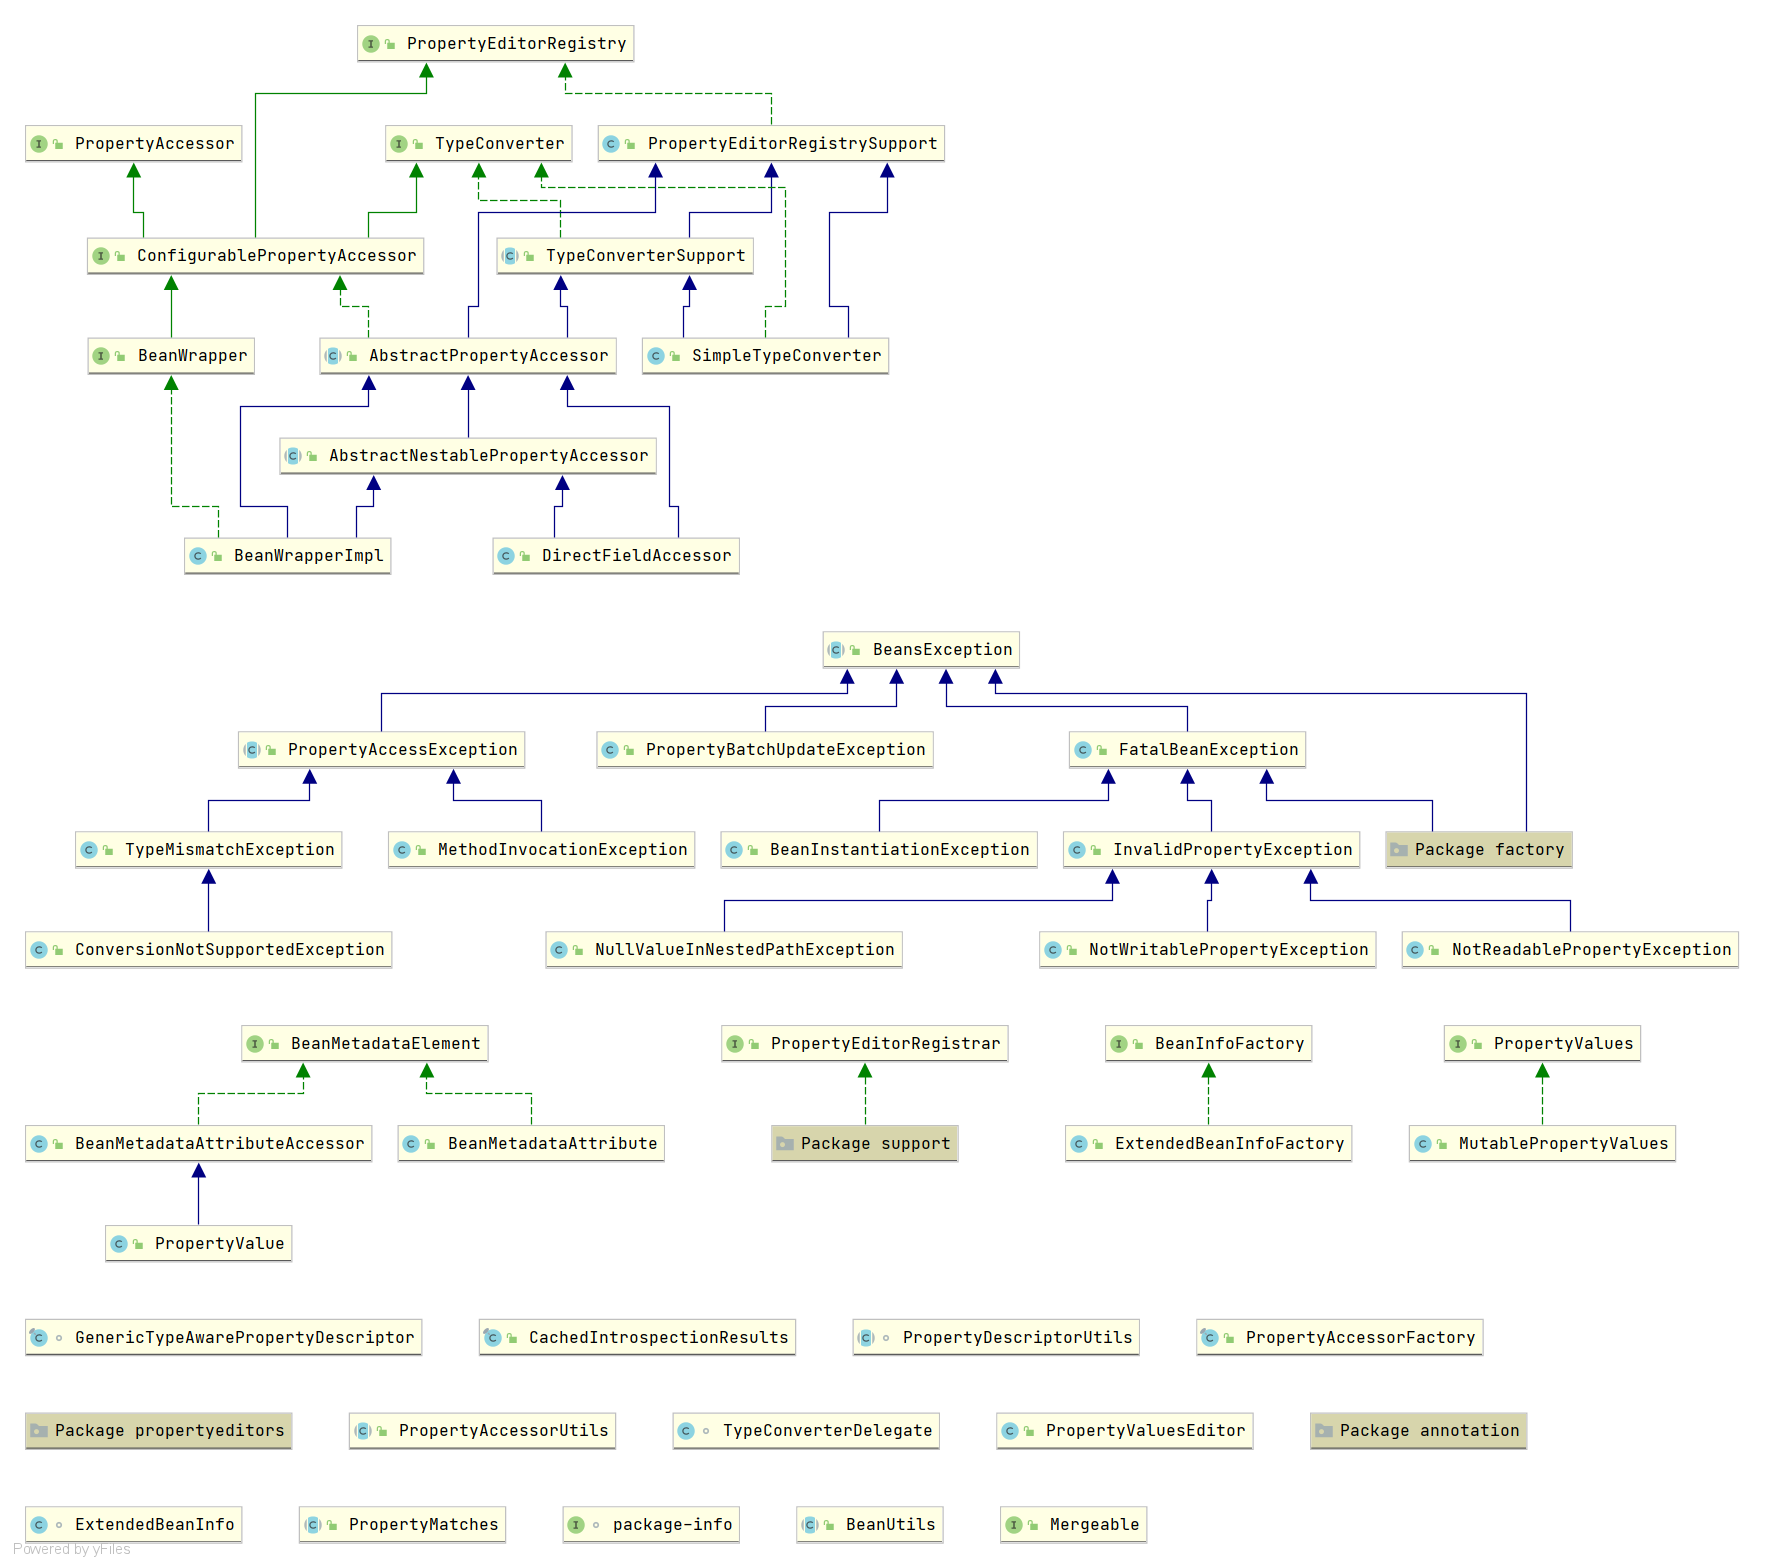 PropertyEditorRegistry
PropertyAccessor
TypeConverter
PropertyEditorRegistrySupport
ConfigurablePropertyAccessor
TypeConverterSupport
BeanWrapper
AbstractPropertyAccessor
SimpleTypeConverter
AbstractNestablePropertyAccessor
BeanWrapperImpl
DirectFieldAccessor
BeansException
PropertyAccessException
PropertyBatchUpdateException
FatalBeanException
TypeMismatchException
MethodInvocationException
BeanInstantiationException
InvalidPropertyException
Package factory
ConversionNotSupportedException
NullValueInNestedPathException
NotWritablePropertyException
NotReadablePropertyException
BeanMetadataElement
PropertyEditorRegistrar
BeanInfoFactory
PropertyValues
BeanMetadataAttributeAccessor
BeanMetadataAttribute
Package support
ExtendedBeanInfoFactory
MutablePropertyValues
PropertyValue
GenericTypeAwarePropertyDescriptor
CachedIntrospectionResults
PropertyDescriptorUtils
PropertyAccessorFactory
Package propertyeditors
PropertyAccessorUtils
TypeConverterDelegate
PropertyValuesEditor
Package annotation
ExtendedBeanInfo
PropertyMatches
package-info
BeanUtils
Mergeable
Powered by yFiles